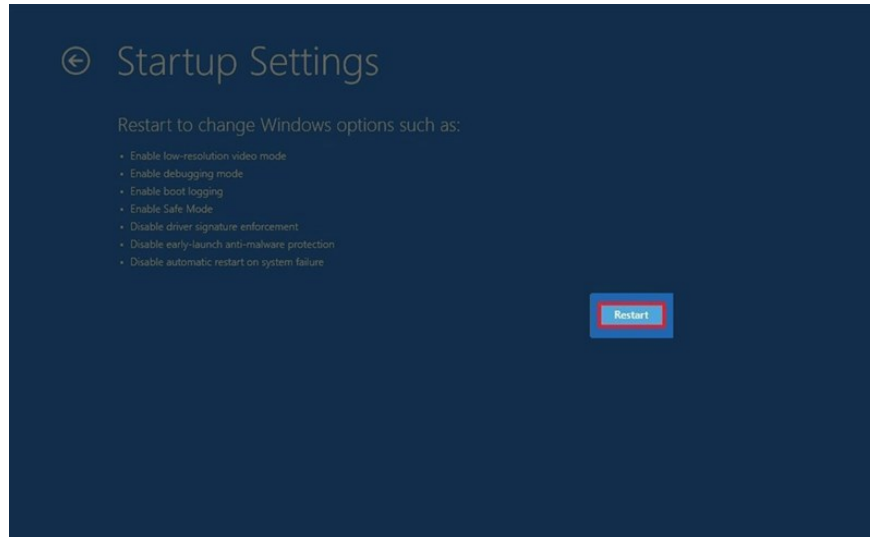 Startup Settings
Restart to change Windows options such as:
• Enable low-resolution video mode
• Enable debugging mode
• Enable boot logging
• Enable Safe Mode
• Disable driver signature enforcement
• Disable early-launch anti-malware protection
• Disable automatic restart on system failure
Restart